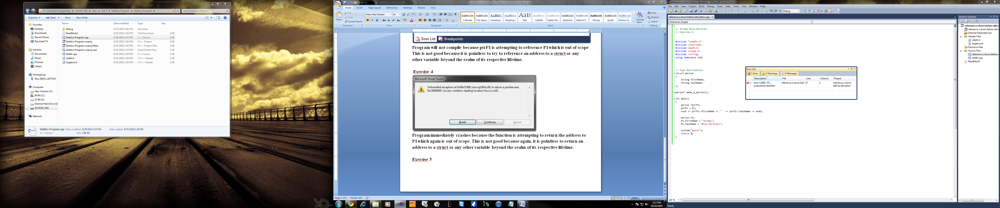 Computer Programing ▸ COMSC 265 ▸ Labs ▸ Lab 9 ▸ Statitics Program ▸ Statitics Program ▸
Search Statitics Program
Organize Open Burn New folder
Name Date modified Type Size
Favorites
Desktop
Downloads
Recent Places
Recorded TV
Libraries
Documents
Music
Pictures
Videos
Homegroup
Rios (RIOS-LAPTOP)
Computer
New Volume (A:)
64 Bit (C:)
32 Bit (E:)
External Hard Drive (I:)
SCHOOL (M:)
Network
Debug 9/25/2010 3:04 PM File folder
ReadMe.txt 9/25/2010 1:26 PM Text Document 2 KB
Statitics Program.cpp 9/29/2010 4:35 PM C++ Source 4 KB
Statitics Program.vcxproj 9/25/2010 1:26 PM VC++ Project 5 KB
Statitics Program.vcxproj.filters 9/25/2010 1:26 PM VC++ Project Filte... 2 KB
Statitics Program.vcxproj.user 9/25/2010 1:25 PM Visual Studio Proj... 1 KB
stdafx.cpp 9/25/2010 1:26 PM C++ Source 1 KB
stdafx.h 9/25/2010 1:26 PM C/C++ Header 1 KB
targetver.h 9/25/2010 1:26 PM C/C++ Header 1 KB
C++
Statitics Program.cpp Date modified: 9/29/2010 4:35 PM Date created: 9/25/2010 1:26 PM
C++ Source Size: 3.66 KB
ART.com
print out 1011.docx - Microsoft Word non-commercial use
Home Insert Page Layout References Mailings Review View
Paste
Cut
Copy
Format Painter
Times New Roman 14
AaBbCcDc AaBbCcDc AaBbC AaBbCc AaB AaBbCc.
Normal No Spaci... Heading 1 Heading 2 Title Subtitle Subtle Em... Emphasis Intense E... Strong Quote Intense Q...
Change Styles
Find
Replace
Select
Clipboard Font Paragraph Styles Editing
Error List Breakpoints
Program will not compile because ptrP1 is attempting to reference P1 which is out of scope
This is not good because it is pointless to try to reference an address to a struct or any
other variable beyond the realm of its respective lifetime.
Exersise 4
Microsoft Visual Studio
Unhandled exception at 0x58e71f68 (msvcp100d.dll) in return a pointer.exe:
0xC0000005: Access violation reading location 0xcccccc01.
Break Continue Ignore
Program immediately crashes because the function is attempting to return the address to
P1 which again is out of scope. This is not good because again, it is pointless to return an
address to a struct or any other variable beyond the realm of its respective lifetime.
Exersise 5
Page: 2 of 2 Words: 141 124%
7:13 PM
10/10/2010
reference a struct before allocation - Microsoft Visual Studio
File Edit View Project Build Debug Team Data Tools Test Window Help
Debug
reference a struct before allocation.cpp
(Unknown Scope)
// Jeremy Rios-Martinez
// Exersise 5
#include "stdafx.h"
#include <iostream>
#include <math.h>
#include <ctype.h>
#include <string>
using namespace std;
// Type Descriptions
struct person
{
string firstName;
string lastName;
};
person* make_a_person();
int main()
{
person *ptrP1;
ptrP1 = P1;
cout << ptrP1->firstName << " " << ptrP1->lastName << endl;
person P1;
P1.firstName = "Jeremy";
P1.lastName = "Rios-Martinez";
system("pause");
return 0;
}
100 %
Ready
Error List
1 Error 0 Warnings 0 Messages
Description File Line Column Project
1 error C2065: 'P1' : undeclared identifier reference a struct befc 27 1 reference a struct before allocation
Solution Explorer
reference a struct before alloca
reference a struct before a
External Dependencies
Header Files
stdafx.h
targetver.h
Resource Files
Source Files
reference a struct before a
stdafx.cpp
ReadMe.txt